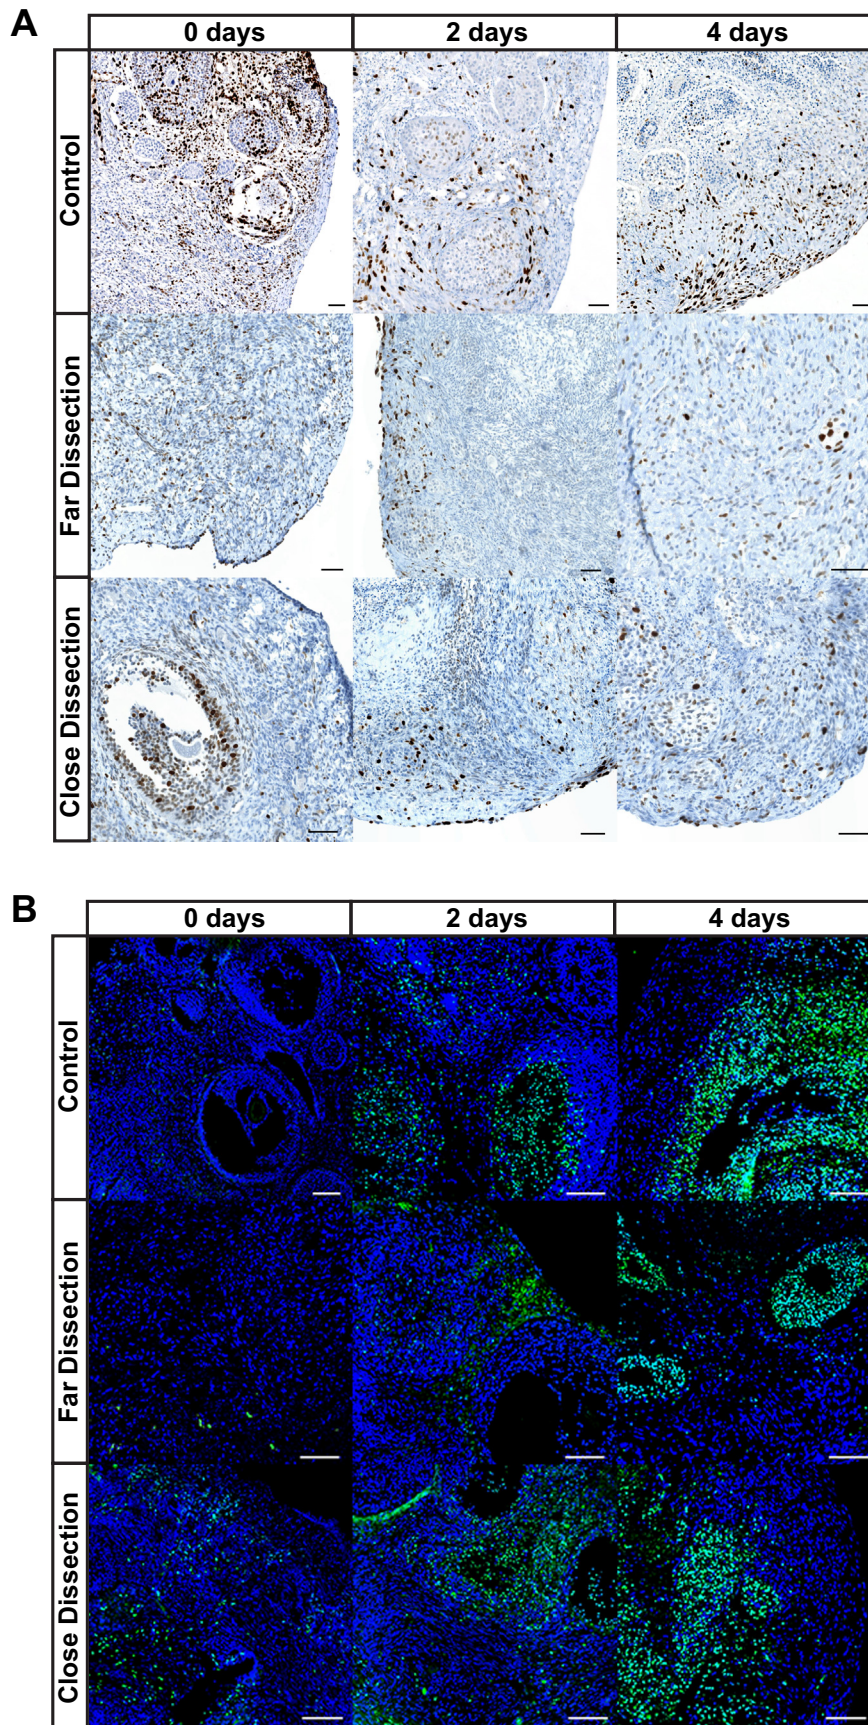 A
0 days 2 days 4 days
Control
Far Dissection
Close Dissection
B
0 days 2 days 4 days
Control
Far Dissection
Close Dissection